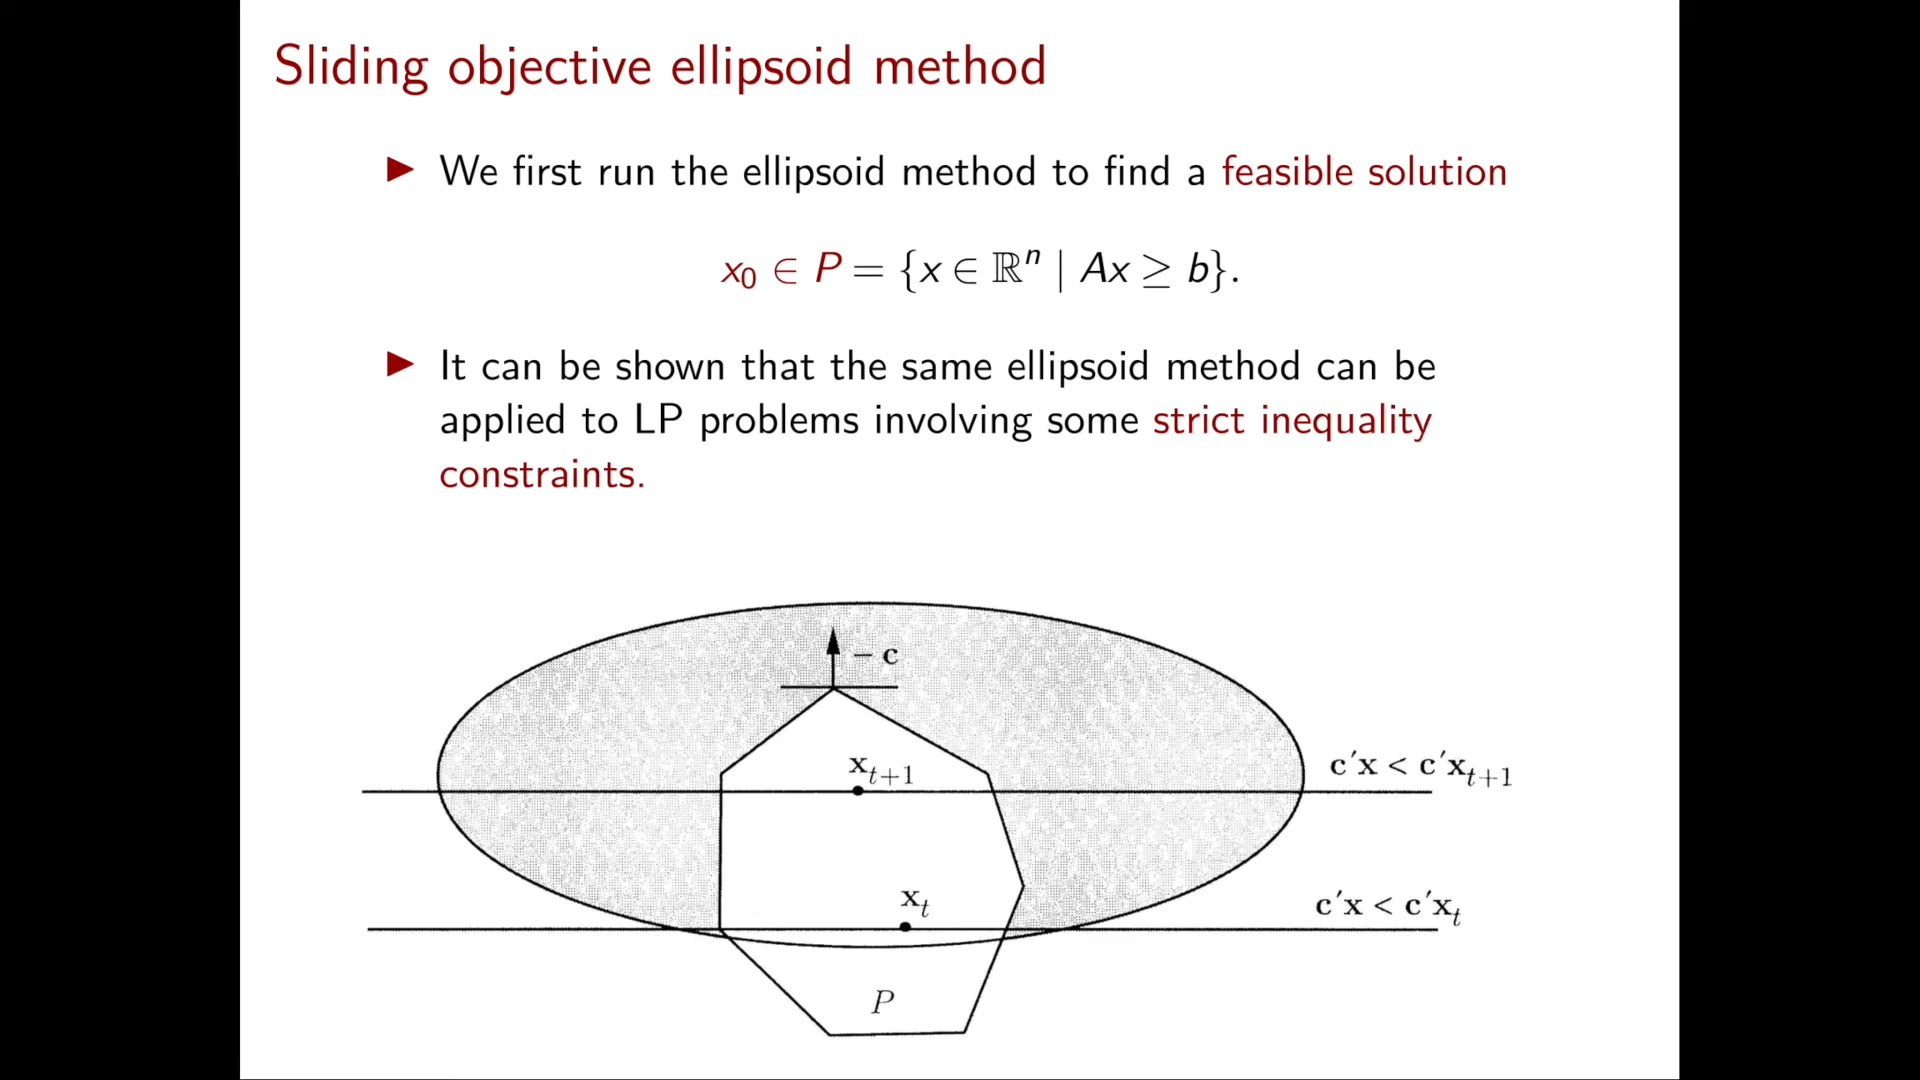 Sliding objective ellipsoid method
▶ We first run the ellipsoid method to find a feasible solution
x₀ ∈ P = {x ∈ ℝⁿ | Ax ≥ b}.
▶ It can be shown that the same ellipsoid method can be
applied to LP problems involving some strict inequality
constraints.
− c
x_{t+1}
c′x < c′x_{t+1}
x_t
c′x < c′x_t
P